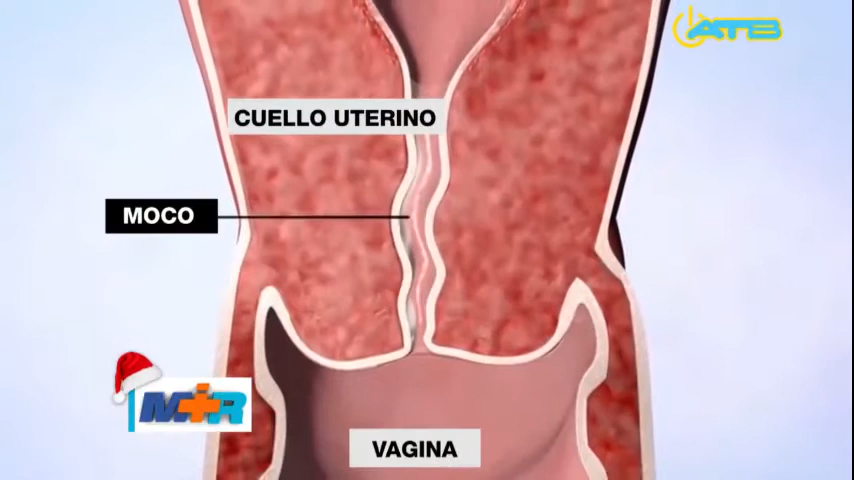 ATB
CUELLO UTERINO
MOCO
M+R
VAGINA